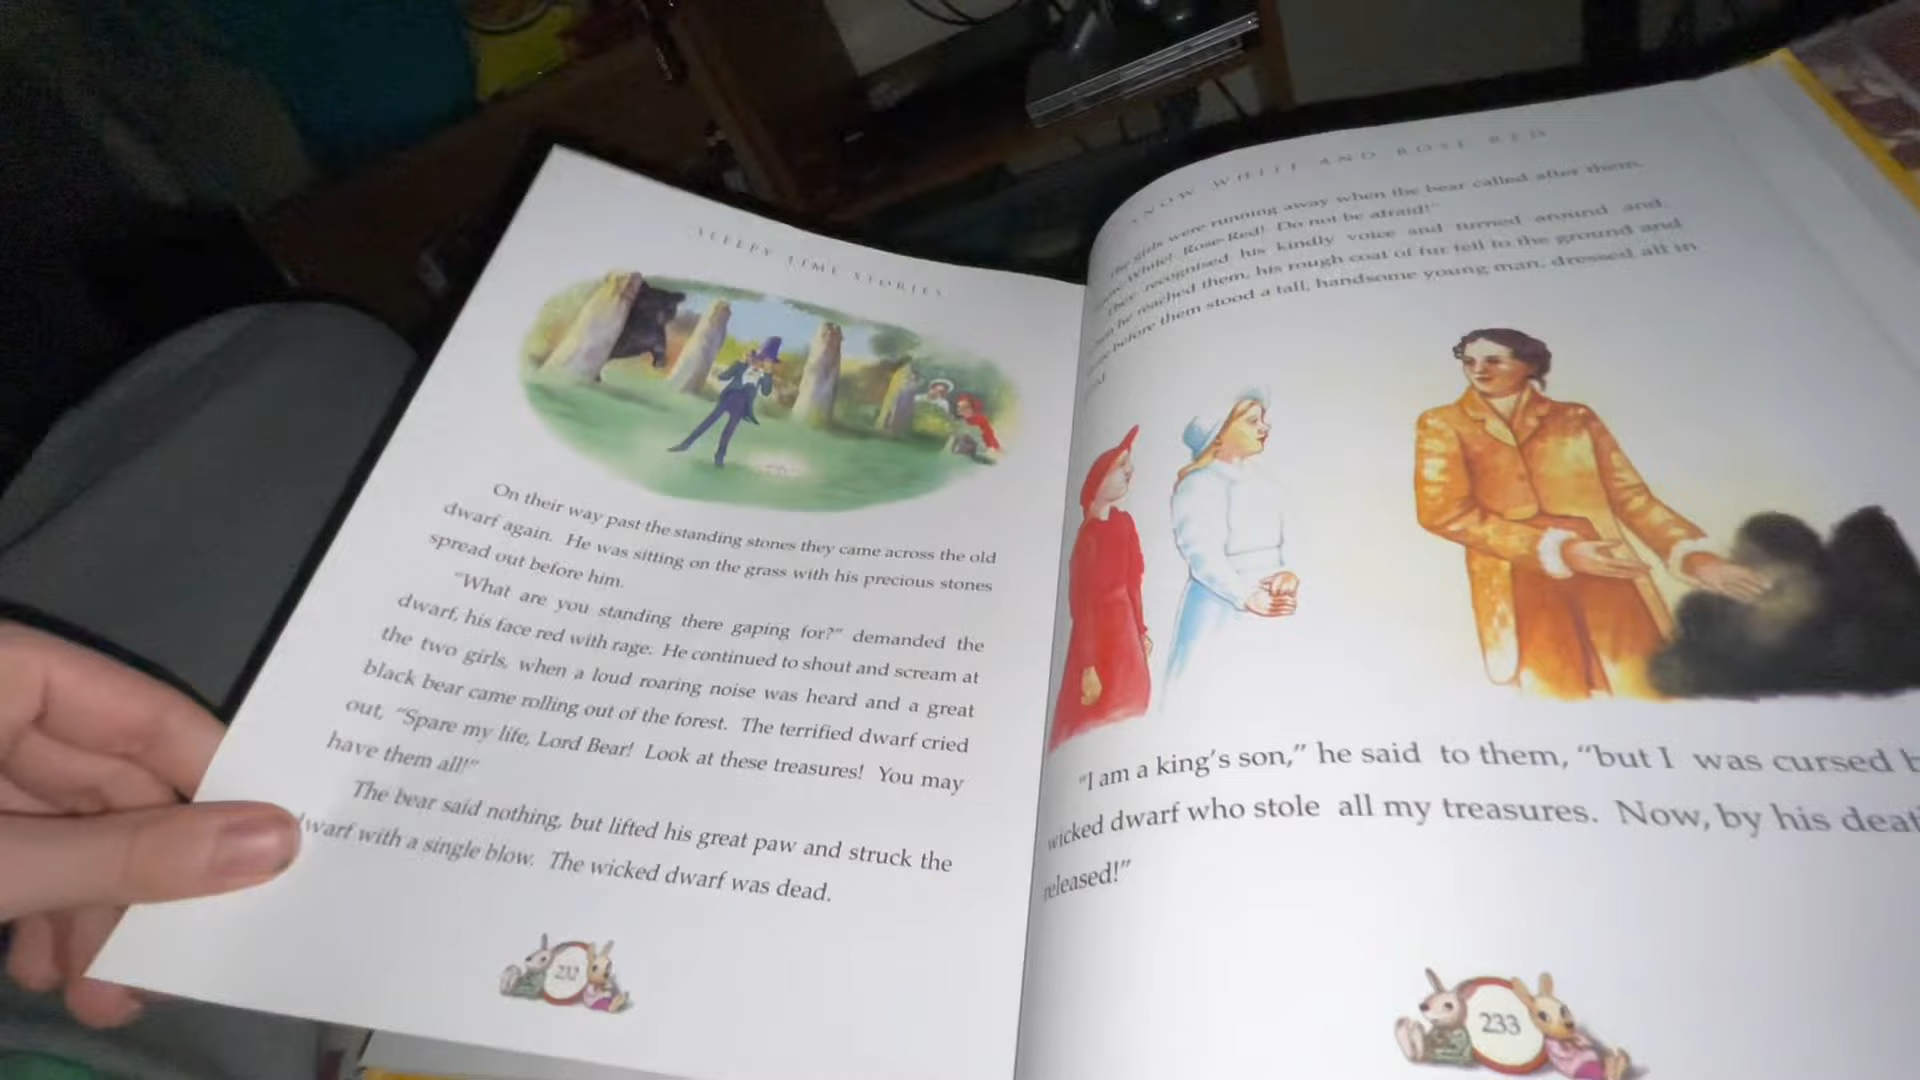 SLEEPY TIME STORIES
On their way past the standing stones they came across the old
dwarf again. He was sitting on the grass with his precious stones
spread out before him.
"What are you standing there gaping for?" demanded the
dwarf, his face red with rage. He continued to shout and scream at
the two girls, when a loud roaring noise was heard and a great
black bear came rolling out of the forest. The terrified dwarf cried
out, "Spare my life, Lord Bear! Look at these treasures! You may
have them all!"
The bear said nothing, but lifted his great paw and struck the
dwarf with a single blow. The wicked dwarf was dead.
232
SNOW WHITE AND ROSE RED
The girls were running away when the bear called after them,
White! Rose-Red! Do not be afraid!"
They recognised his kindly voice and turned around and,
he reached them, his rough coat of fur fell to the ground and
before them stood a tall, handsome young man, dressed all in
"I am a king's son," he said to them, "but I was cursed
wicked dwarf who stole all my treasures. Now, by his
released!"
233